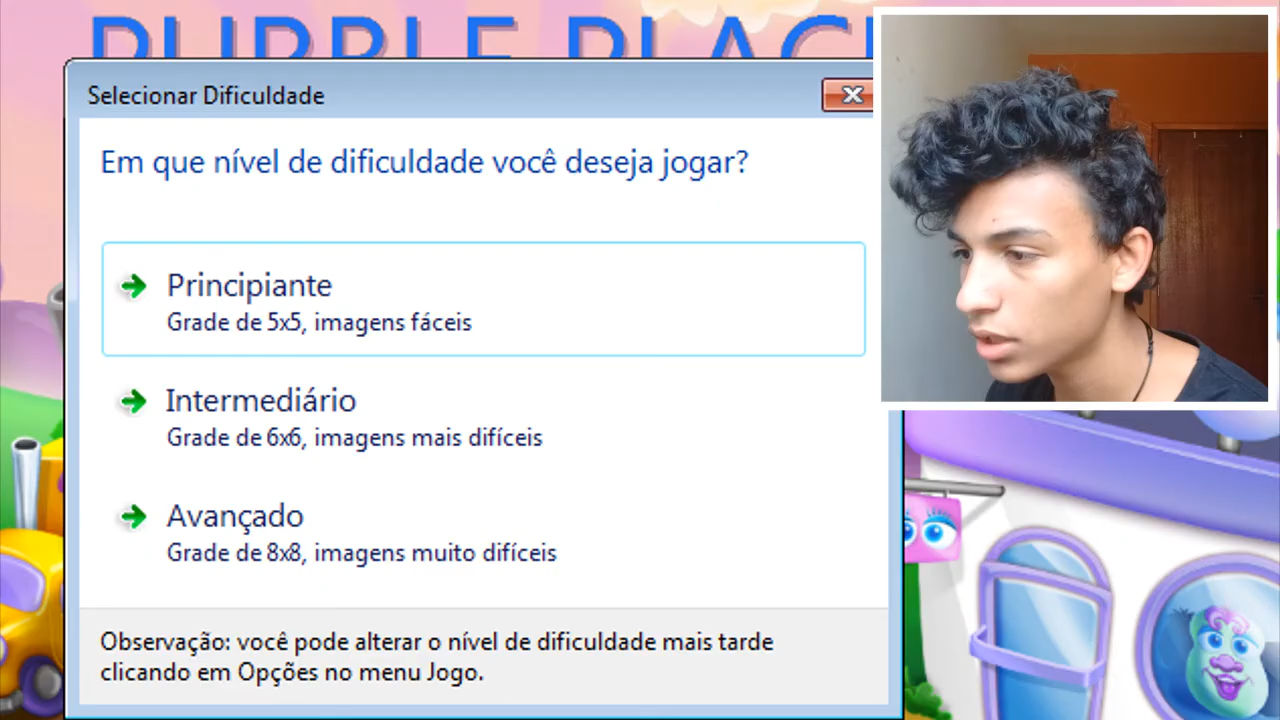 PURBLE PLACE
Selecionar Dificuldade
Em que nível de dificuldade você deseja jogar?
Principiante
Grade de 5x5, imagens fáceis
Intermediário
Grade de 6x6, imagens mais difíceis
Avançado
Grade de 8x8, imagens muito difíceis
Observação: você pode alterar o nível de dificuldade mais tarde
clicando em Opções no menu Jogo.